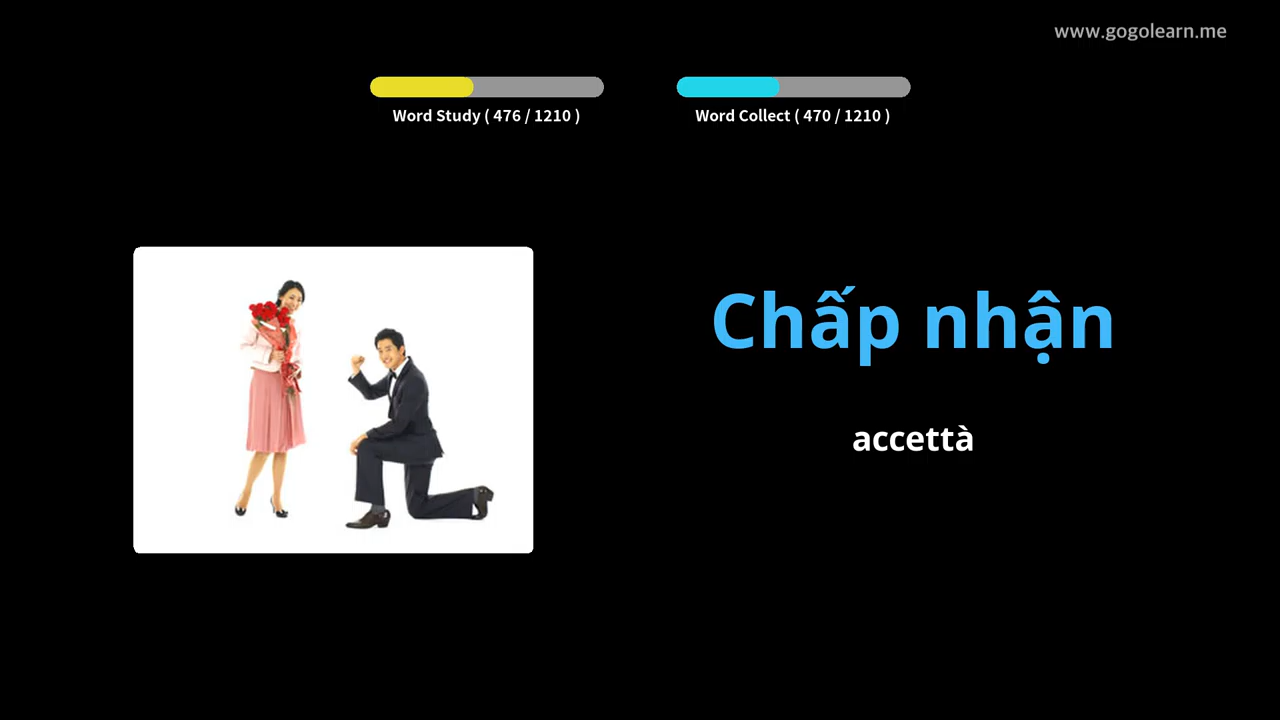 www.gogolearn.me
Word Study ( 476 / 1210 )
Word Collect ( 470 / 1210 )
Chấp nhận
accettà